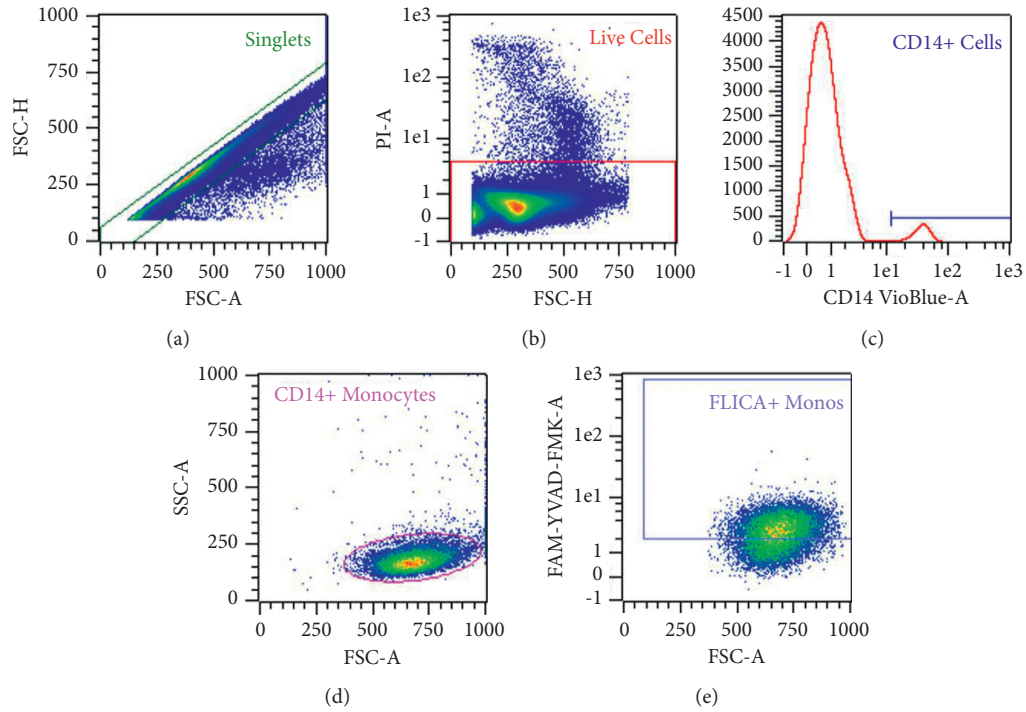 Singlets
FSC-H
1000
750
500
250
0
0 250 500 750 1000
FSC-A
(a)
Live Cells
PI-A
1e3
1e2
1e1
1
0
-1
0 250 500 750 1000
FSC-H
(b)
CD14+ Cells
4500
4000
3500
3000
2500
2000
1500
1000
500
0
-1 0 1 1e1 1e2 1e3
CD14 VioBlue-A
(c)
CD14+ Monocytes
SSC-A
1000
750
500
250
0
0 250 500 750 1000
FSC-A
(d)
FLICA+ Monos
FAM-YVAD-FMK-A
1e3
1e2
1e1
1
0
-1
0 250 500 750 1000
FSC-A
(e)